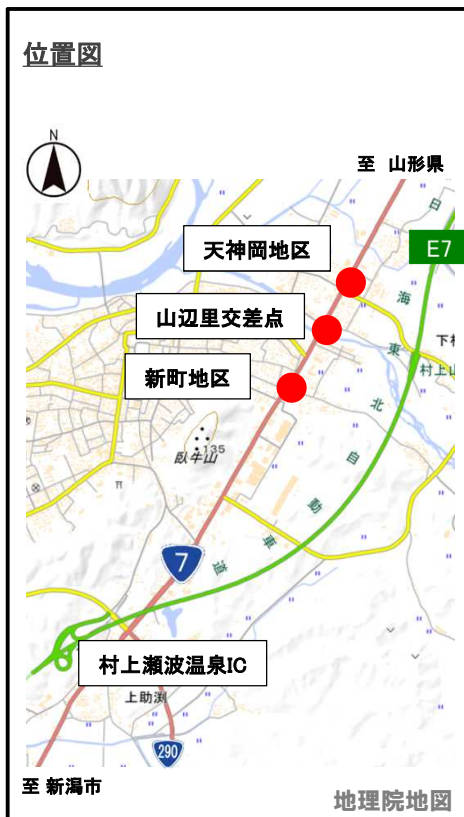 位置図
N
至 山形県
E7
天神岡地区
山辺里交差点
新町地区
日
海
東
北
自
動
車
道
村上山
135
臥牛山
7
村上瀬波温泉IC
上助渕
290
至 新潟市
地理院地図